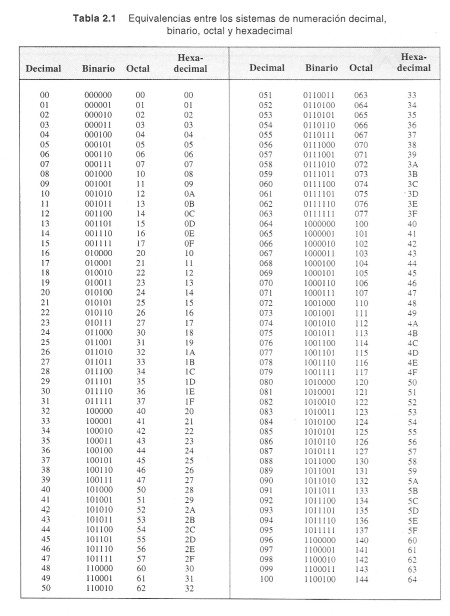 Tabla 2.1 Equivalencias entre los sistemas de numeración decimal,
binario, octal y hexadecimal
Decimal Binario Octal Hexa-
decimal
00 000000 00 00
01 000001 01 01
02 000010 02 02
03 000011 03 03
04 000100 04 04
05 000101 05 05
06 000110 06 06
07 000111 07 07
08 001000 10 08
09 001001 11 09
10 001010 12 0A
11 001011 13 0B
12 001100 14 0C
13 001101 15 0D
14 001110 16 0E
15 001111 17 0F
16 010000 20 10
17 010001 21 11
18 010010 22 12
19 010011 23 13
20 010100 24 14
21 010101 25 15
22 010110 26 16
23 010111 27 17
24 011000 30 18
25 011001 31 19
26 011010 32 1A
27 011011 33 1B
28 011100 34 1C
29 011101 35 1D
30 011110 36 1E
31 011111 37 1F
32 100000 40 20
33 100001 41 21
34 100010 42 22
35 100011 43 23
36 100100 44 24
37 100101 45 25
38 100110 46 26
39 100111 47 27
40 101000 50 28
41 101001 51 29
42 101010 52 2A
43 101011 53 2B
44 101100 54 2C
45 101101 55 2D
46 101110 56 2E
47 101111 57 2F
48 110000 60 30
49 110001 61 31
50 110010 62 32
Decimal Binario Octal Hexa-
decimal
051 0110011 063 33
052 0110100 064 34
053 0110101 065 35
054 0110110 066 36
055 0110111 067 37
056 0111000 070 38
057 0111001 071 39
058 0111010 072 3A
059 0111011 073 3B
060 0111100 074 3C
061 0111101 075 3D
062 0111110 076 3E
063 0111111 077 3F
064 1000000 100 40
065 1000001 101 41
066 1000010 102 42
067 1000011 103 43
068 1000100 104 44
069 1000101 105 45
070 1000110 106 46
071 1000111 107 47
072 1001000 110 48
073 1001001 111 49
074 1001010 112 4A
075 1001011 113 4B
076 1001100 114 4C
077 1001101 115 4D
078 1001110 116 4E
079 1001111 117 4F
080 1010000 120 50
081 1010001 121 51
082 1010010 122 52
083 1010011 123 53
084 1010100 124 54
085 1010101 125 55
086 1010110 126 56
087 1010111 127 57
088 1011000 130 58
089 1011001 131 59
090 1011010 132 5A
091 1011011 133 5B
092 1011100 134 5C
093 1011101 135 5D
094 1011110 136 5E
095 1011111 137 5F
096 1100000 140 60
097 1100001 141 61
098 1100010 142 62
099 1100011 143 63
100 1100100 144 64